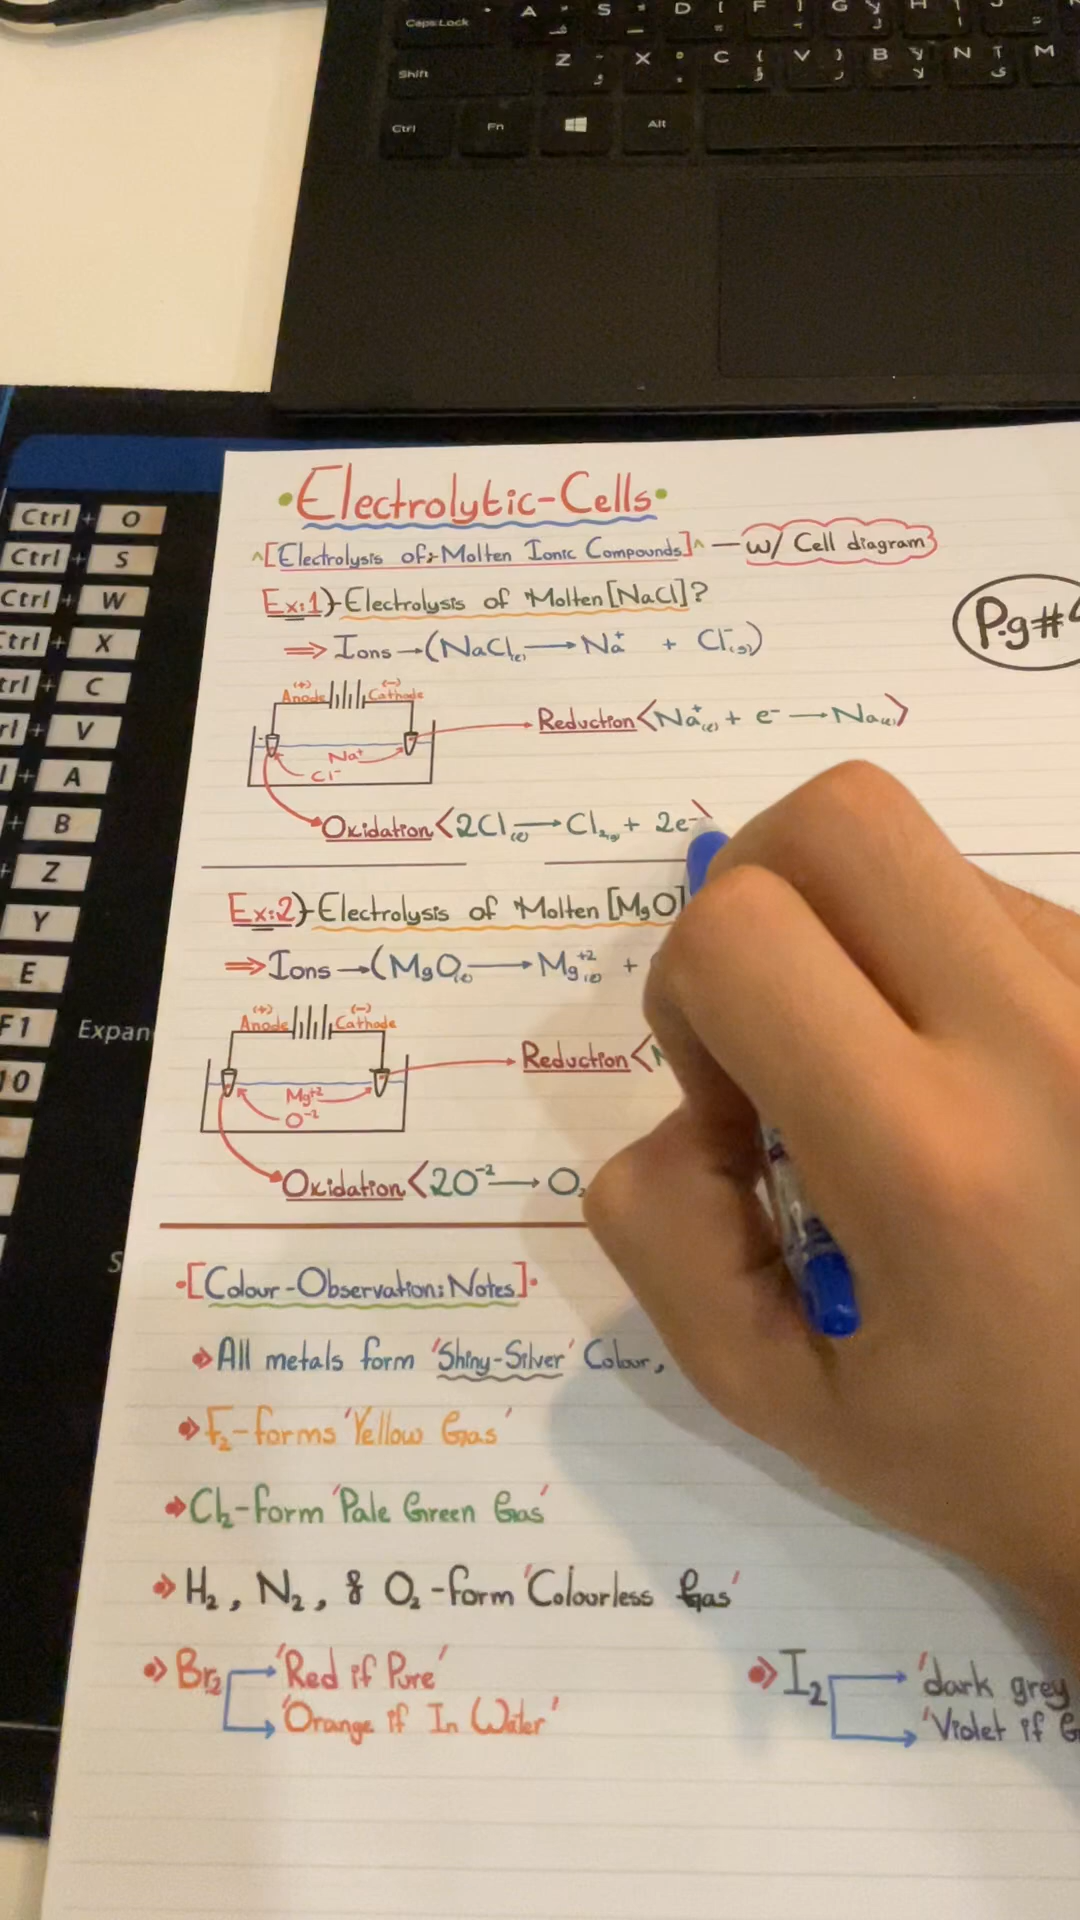 Caps Lock A S D F G H J
Shift Z X C V B N M
Ctrl Fn Alt
•Electrolytic-Cells•
^[Electrolysis of:- Molten Ionic Compounds]^ — w/ Cell diagram
Ex:1)-Electrolysis of Molten [NaCl]?
P.g#
⇒ Ions→(NaCl(l) → Na⁺ + Cl⁻(l))
(+) (-)
Anode Cathode
Reduction <Na⁺(l) + e⁻ → Na(l)>
Na⁺
Cl⁻
Oxidation <2Cl(l) → Cl₂(g) + 2e⁻>
Ex:2)-Electrolysis of Molten [MgO]
⇒ Ions→(MgO(l) → Mg⁺²(l) +
(+) (-)
Anode Cathode
Reduction <
Mg⁺²
O⁻²
Oxidation <2O⁻² → O₂
•[Colour-Observation:Notes]•
All metals form 'Shiny-Silver' Colour,
F₂-forms 'Yellow Gas'
Cl₂-form 'Pale Green Gas'
H₂, N₂, & O₂-form 'Colourless Gas'
Br₂ → 'Red if Pure'
→ 'Orange if In Water'
I₂ → 'dark grey
→ 'Violet if G
Ctrl + O
Ctrl + S
Ctrl + W
Ctrl + X
Ctrl + C
Ctrl + V
+ A
+ B
+ Z
Y
E
F1 Expan
10
S